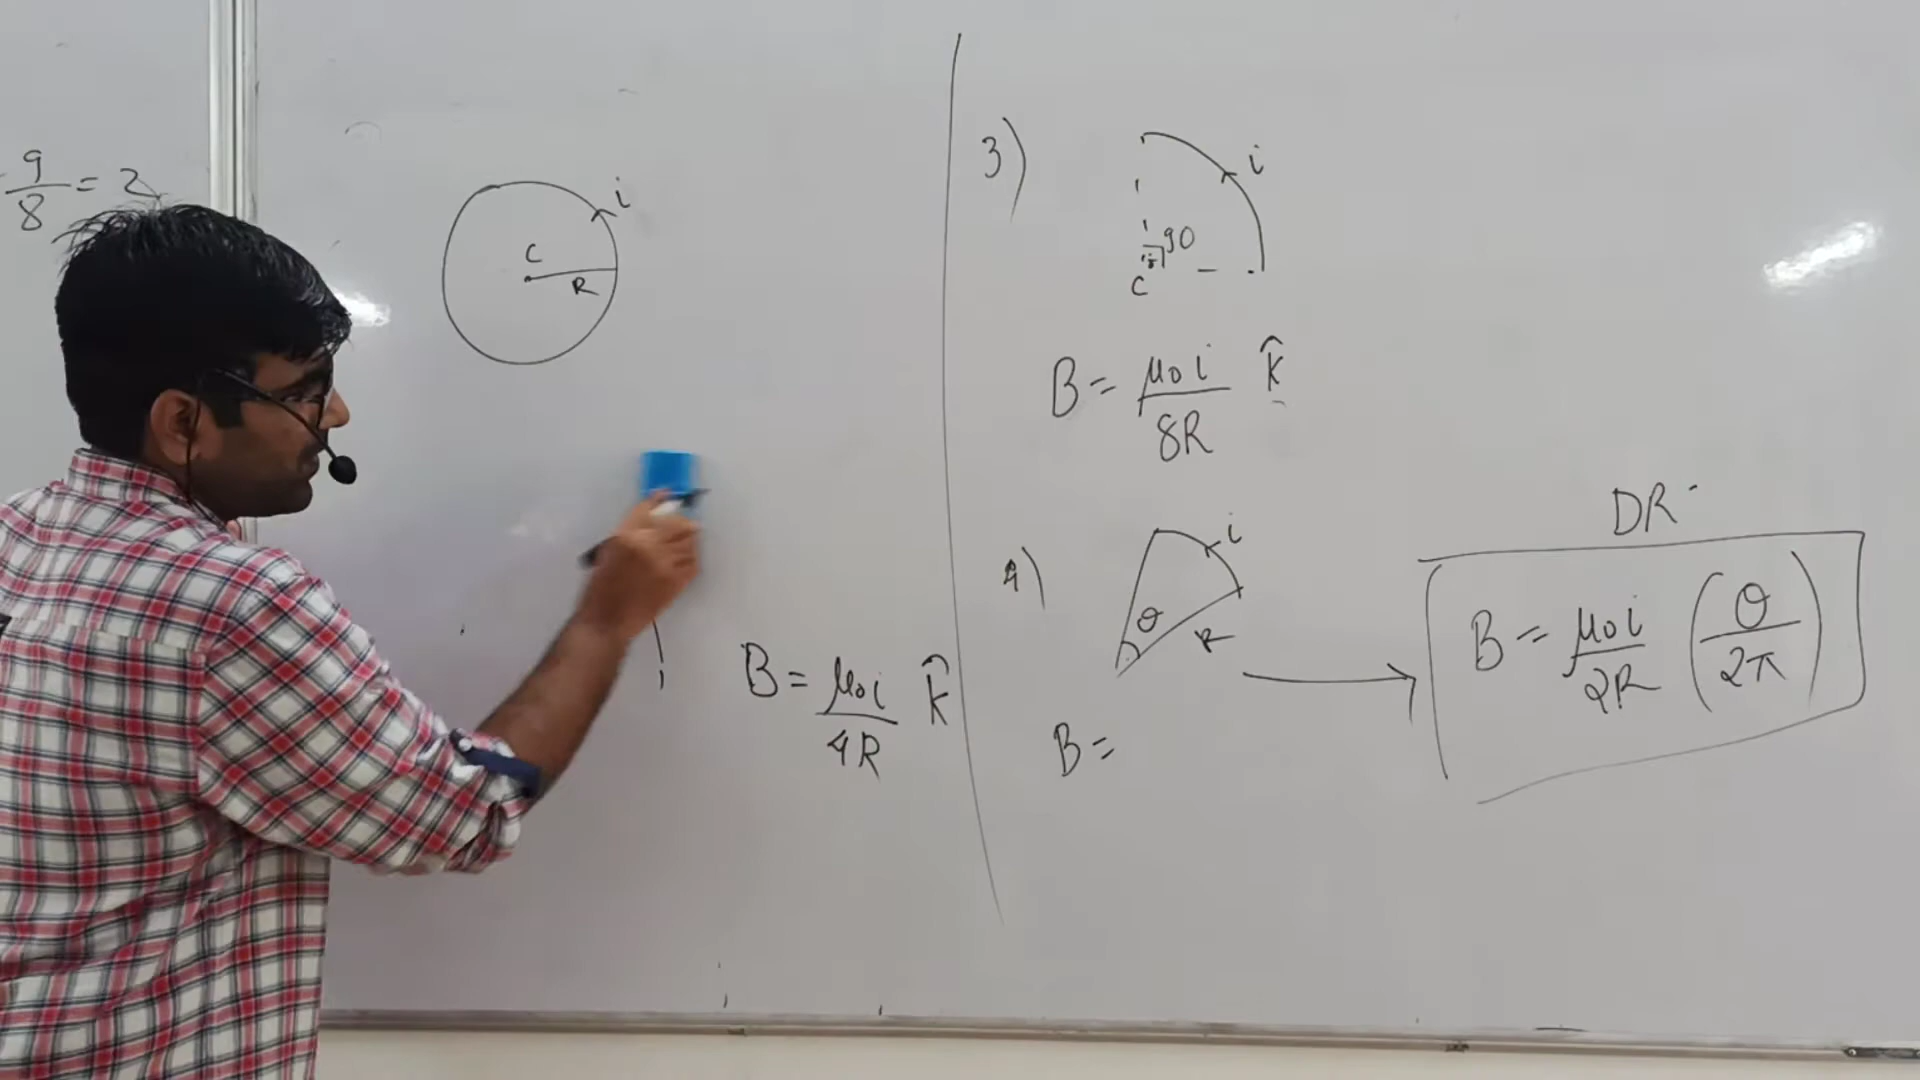 9/8 = 2
i
C
R
B = μ₀i/4R k̂
3)
i
90
C
B = μ₀i/8R k̂
4)
i
θ
R
B =
DR
B = μ₀i/2R (θ/2π)